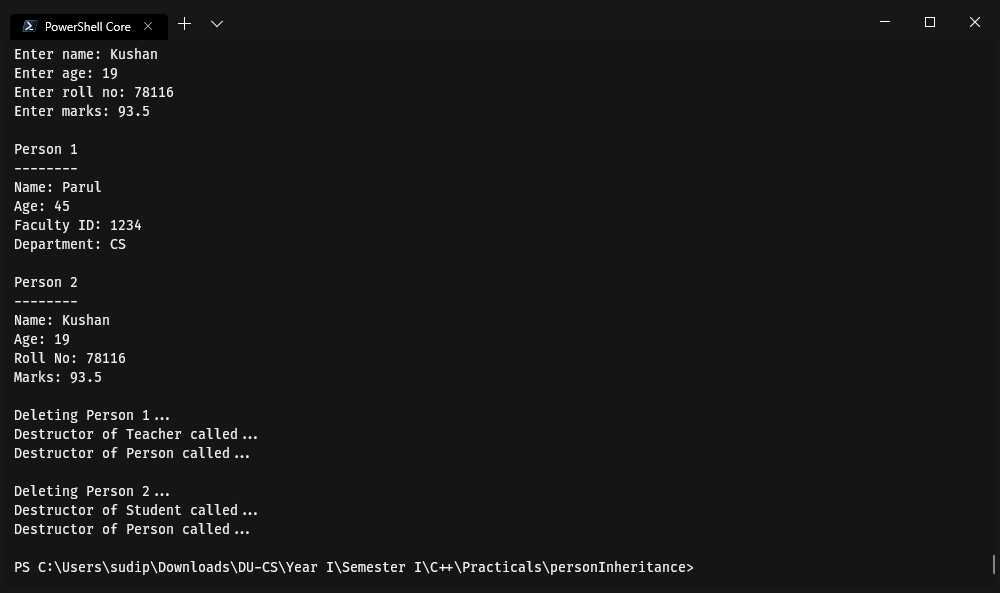 PowerShell Core
Enter name: Kushan
Enter age: 19
Enter roll no: 78116
Enter marks: 93.5
Person 1
--------
Name: Parul
Age: 45
Faculty ID: 1234
Department: CS
Person 2
--------
Name: Kushan
Age: 19
Roll No: 78116
Marks: 93.5
Deleting Person 1...
Destructor of Teacher called...
Destructor of Person called...
Deleting Person 2...
Destructor of Student called...
Destructor of Person called...
PS C:\Users\sudip\Downloads\DU-CS\Year I\Semester I\C++\Practicals\personInheritance>